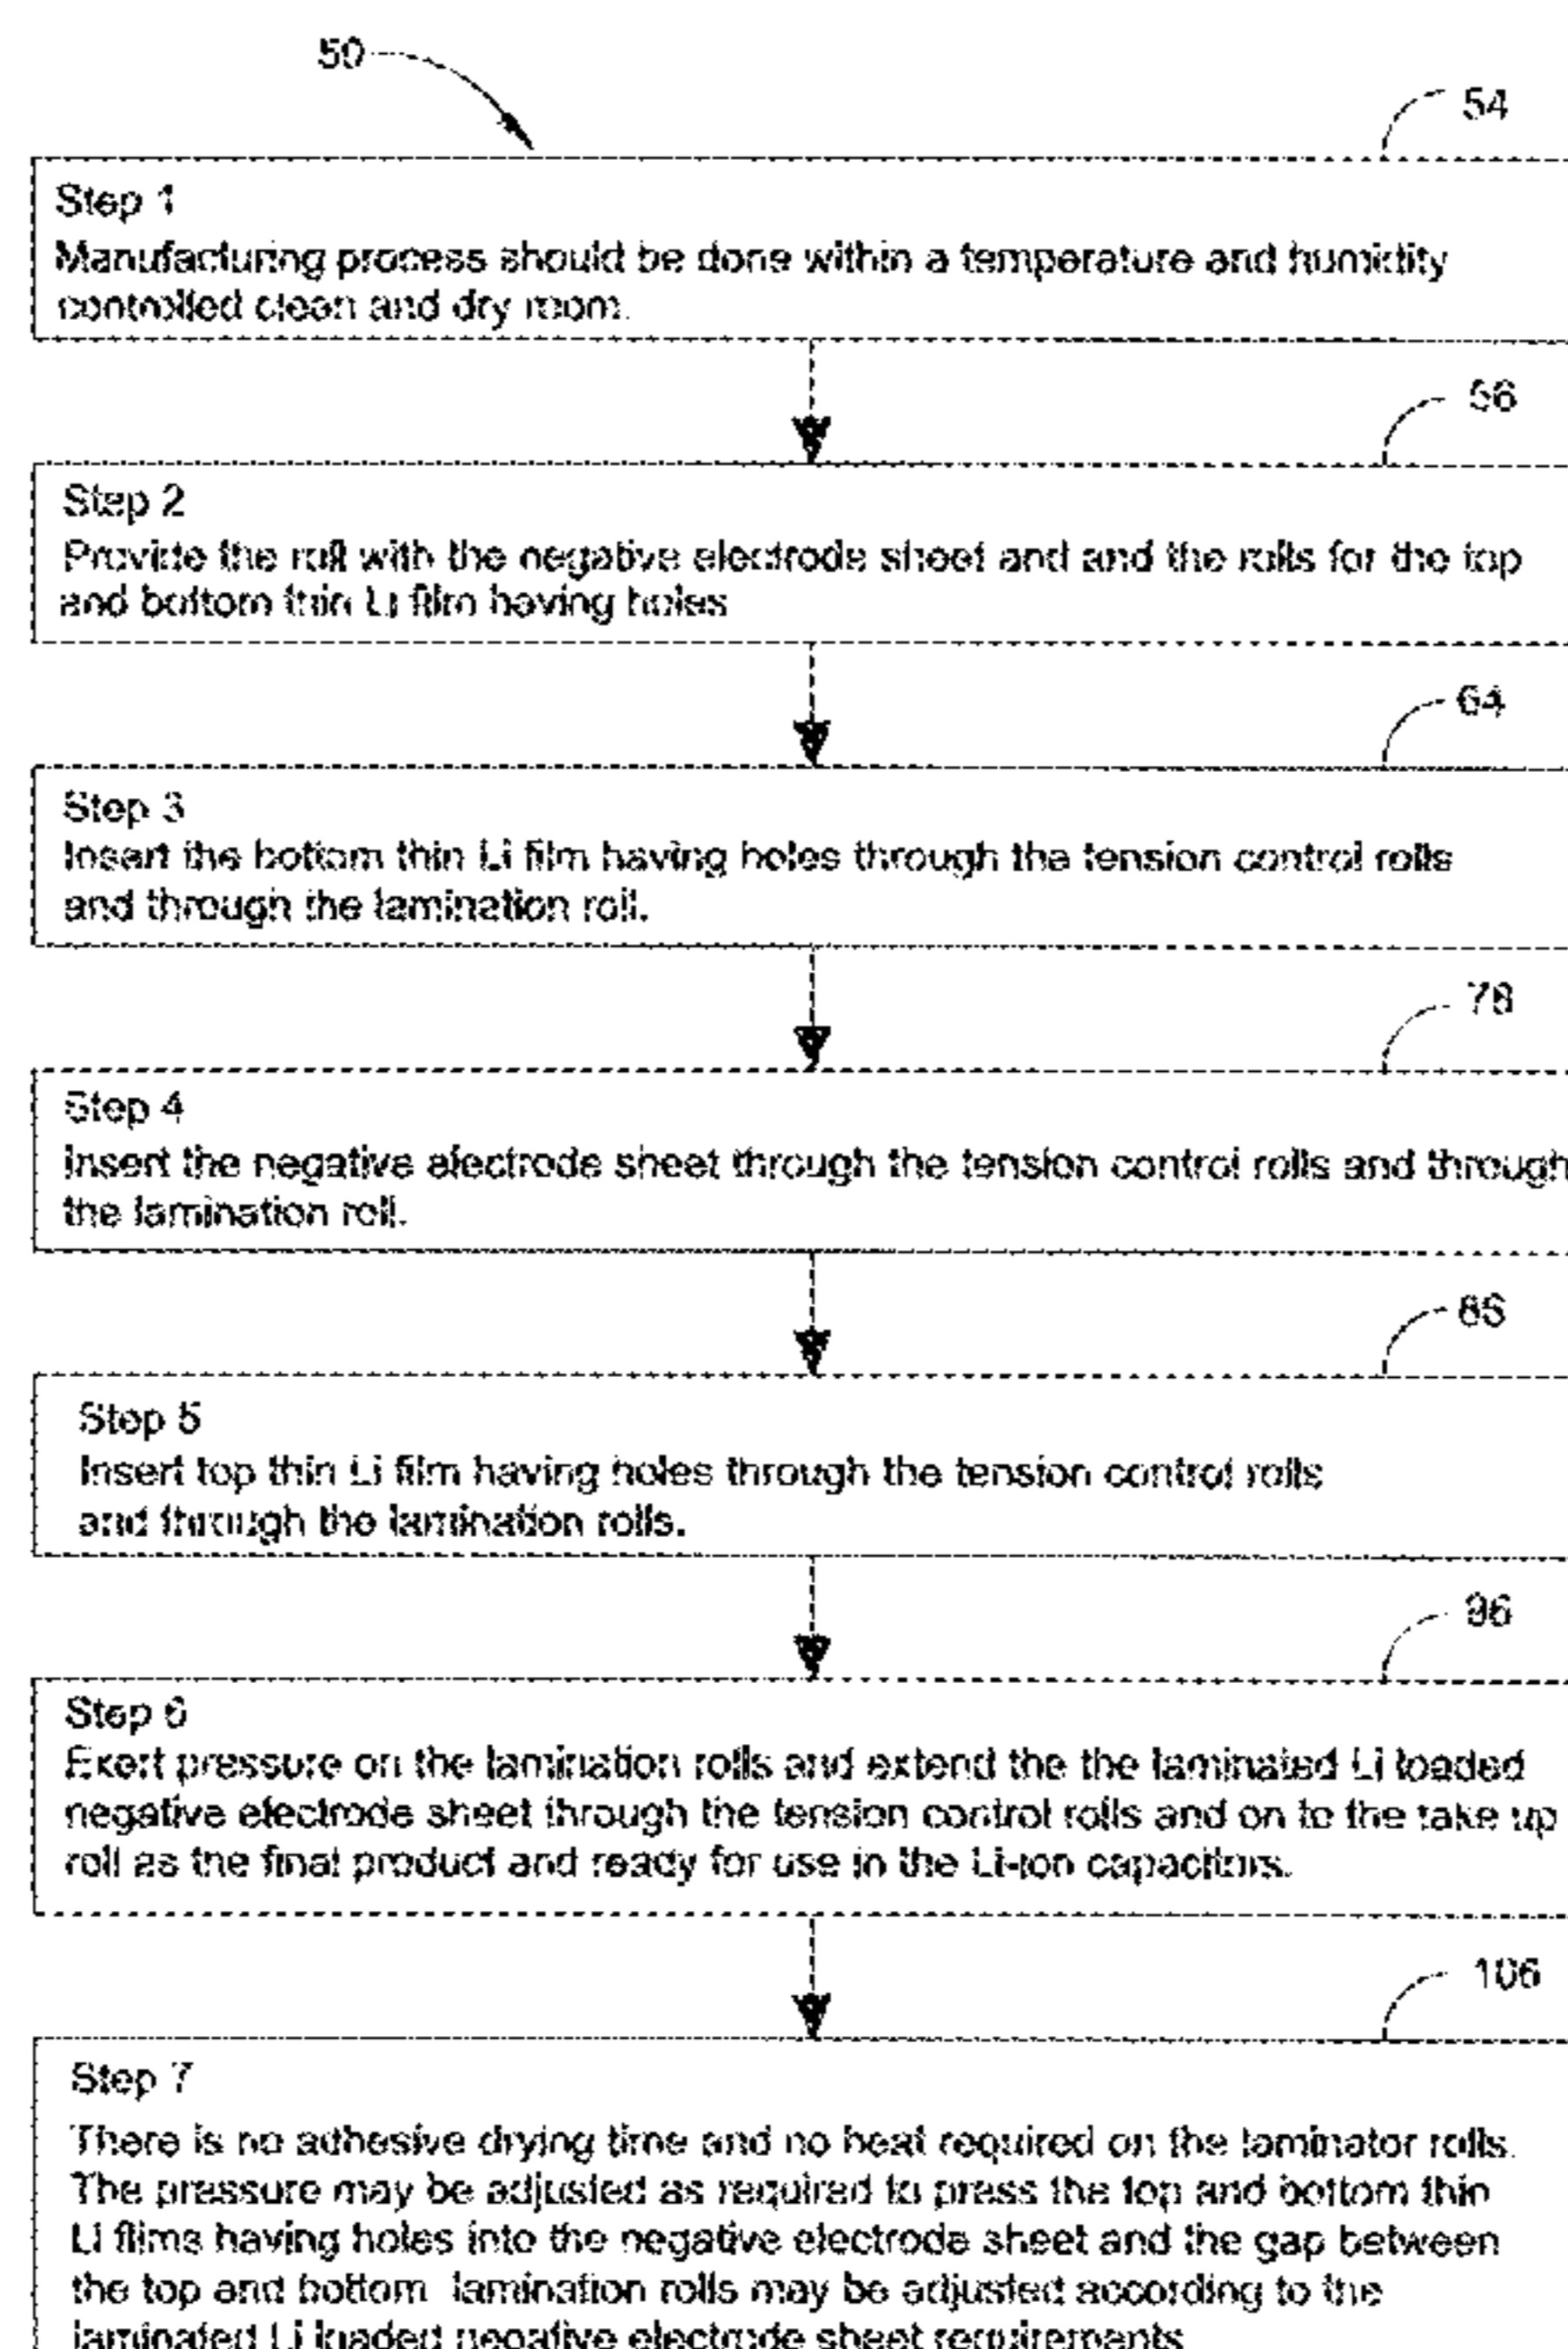 50
54
Step 1
Manufacturing process should be done within a temperature and humidity
controlled clean and dry room.
56
Step 2
Provide the roll with the negative electrode sheet and and the rolls for the top
and bottom thin Li film having holes
64
Step 3
Insert the bottom thin Li film having holes through the tension control rolls
and through the lamination roll.
76
Step 4
Insert the negative electrode sheet through the tension control rolls and through
the lamination roll.
86
Step 5
Insert top thin Li film having holes through the tension control rolls
and through the lamination rolls.
96
Step 6
Exert pressure on the lamination rolls and extend the the laminated Li loaded
negative electrode sheet through the tension control rolls and on to the take up
roll as the final product and ready for use in the Li-ion capacitors.
106
Step 7
There is no adhesive drying time and no heat required on the laminator rolls.
The pressure may be adjusted as required to press the top and bottom thin
Li films having holes into the negative electrode sheet and the gap between
the top and bottom lamination rolls may be adjusted according to the
laminated Li loaded negative electrode sheet requirements